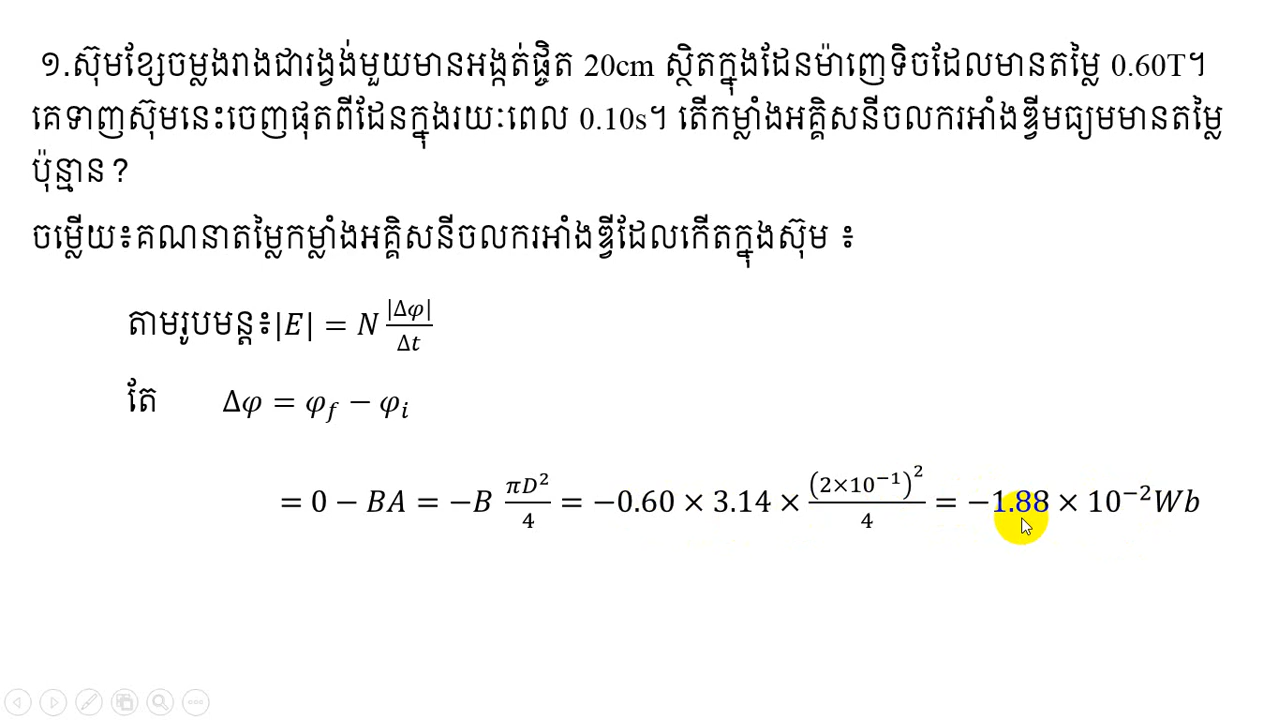 ១.ស៊ុមខ្សែចម្លងរាងជារង្វង់មួយមានអង្កត់ផ្ចិត 20cm ស្ថិតក្នុងដែនម៉ាញេទិចដែលមានតម្លៃ 0.60T។
គេទាញស៊ុមនេះចេញផុតពីដែនក្នុងរយៈពេល 0.10s។ តើកម្លាំងអគ្គិសនីចលករអាំងឌ្វីមធ្យមមានតម្លៃ
ប៉ុន្មាន ?
ចម្លើយ៖គណនាតម្លៃកម្លាំងអគ្គិសនីចលករអាំងឌ្វីដែលកើតក្នុងស៊ុម ៖
តាមរូបមន្ត៖|E| = N |Δφ|/Δt
តែ Δφ = φ_f − φ_i
= 0 − BA = −B πD²/4 = −0.60 × 3.14 × (2×10⁻¹)²/4 = −1.88 × 10⁻²Wb